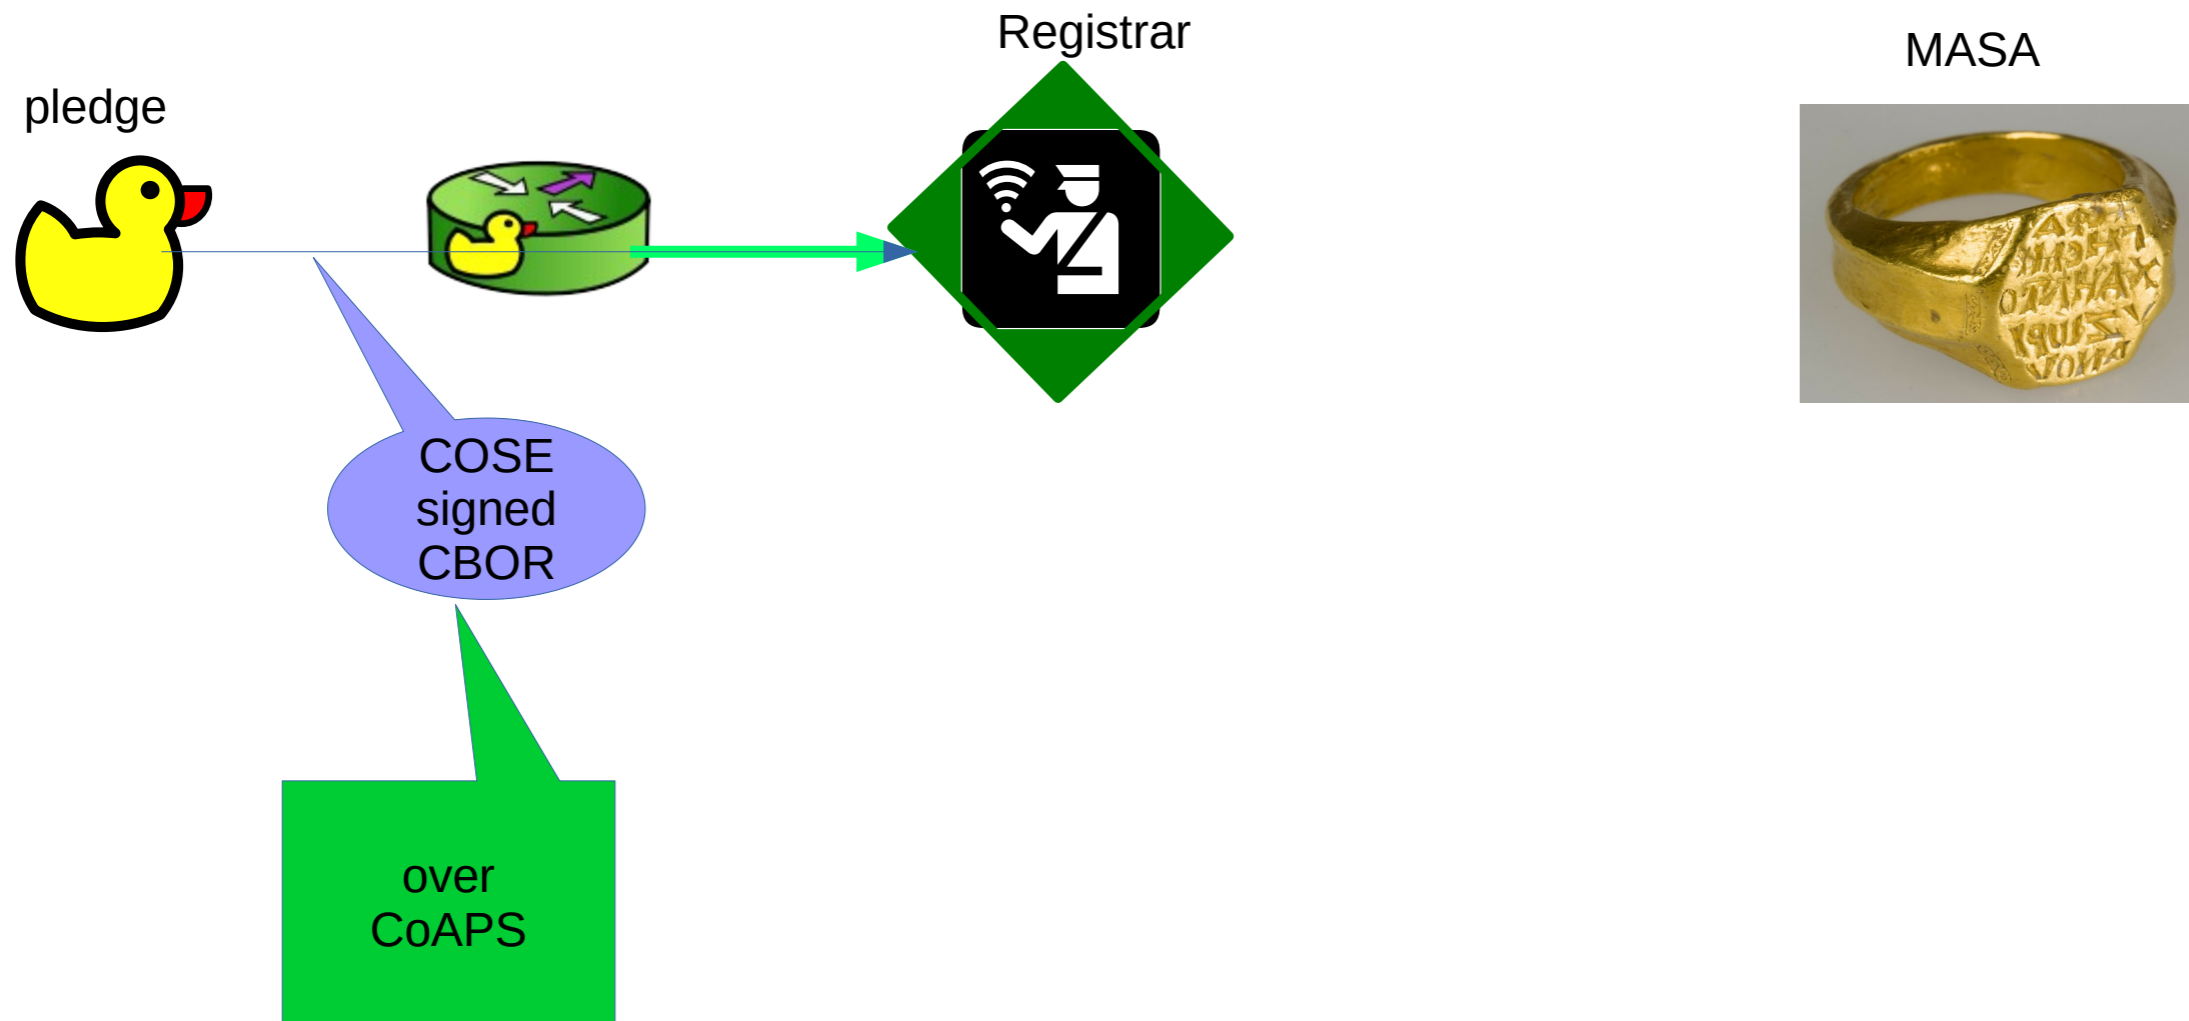 Registrar
MASA
pledge
COSE
signed
CBOR
over
CoAPS